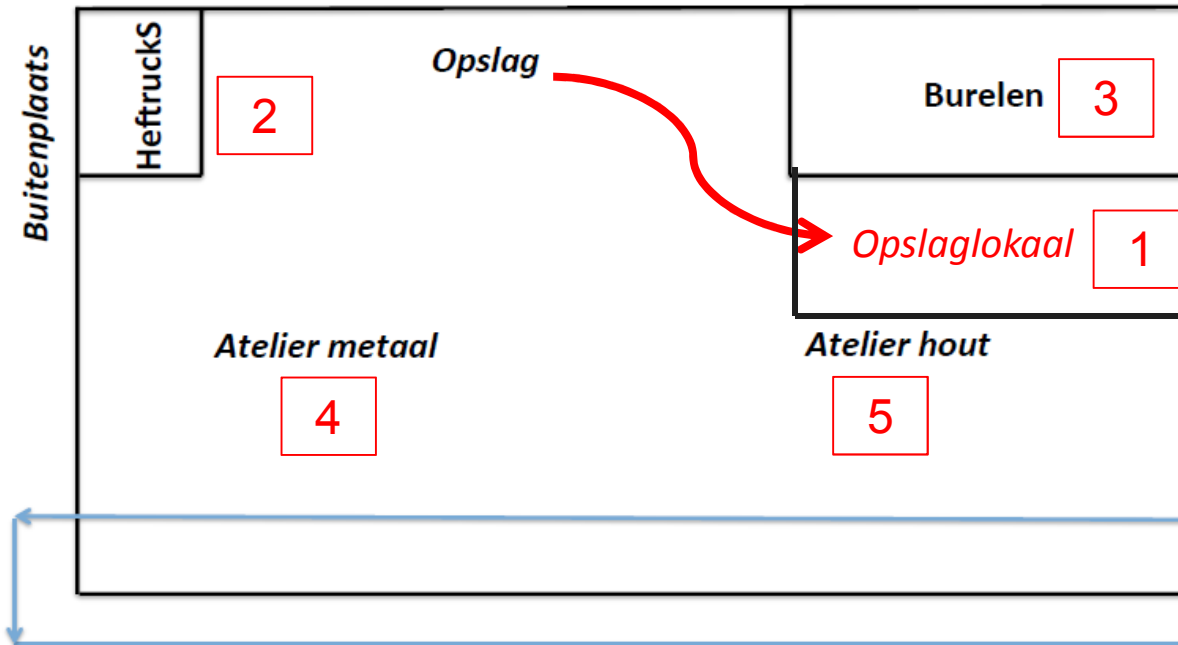 Buitenplaats
HeftruckS
2
Opslag
Burelen
3
Opslaglokaal
1
Atelier metaal
4
Atelier hout
5